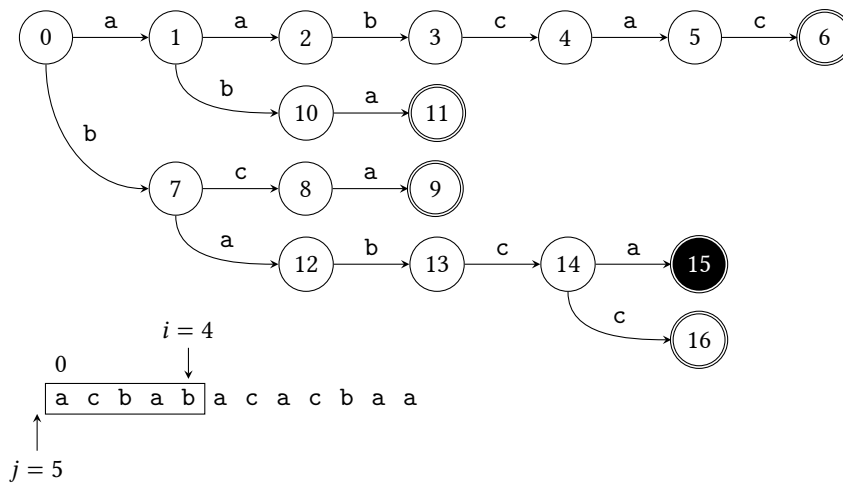 0 a 1 a 2 b 3 c 4 a 5 c 6
b 10 a 11
b
7 c 8 a 9
a 12 b 13 c 14 a 15
c 16
i = 4
0
a c b a b a c a c b a a
j = 5